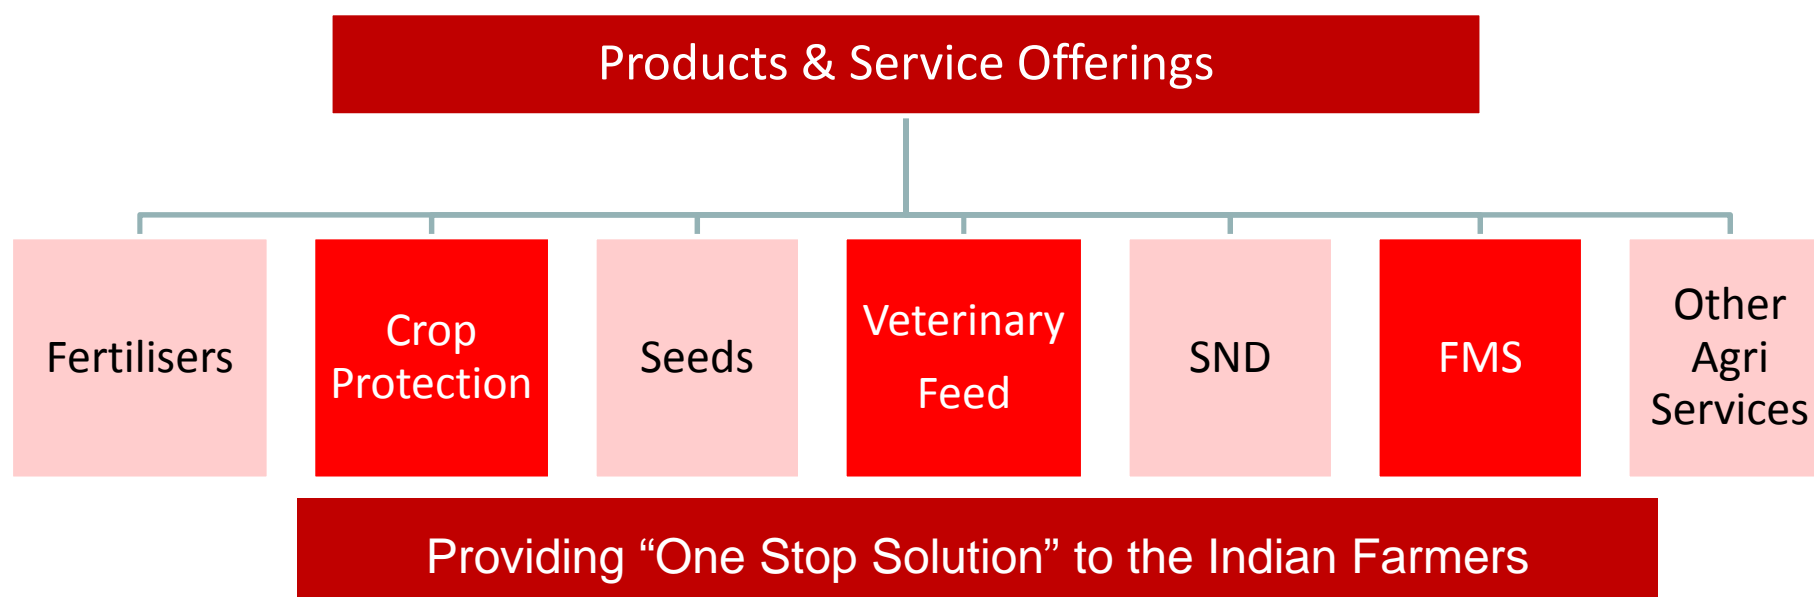 Products & Service Offerings
Fertilisers
Crop
Protection
Seeds
Veterinary
Feed
SND
FMS
Other
Agri
Services
Providing “One Stop Solution” to the Indian Farmers